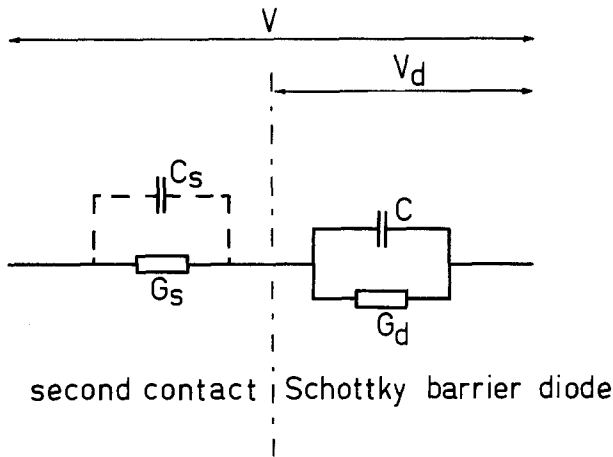 V
V_d
C_s
C
G_s
G_d
second contact
Schottky barrier diode